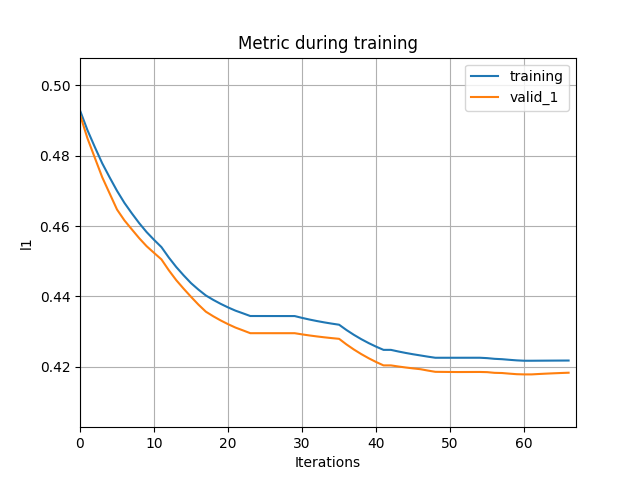 Metric during training
training
valid_1
0.50
0.48
0.46
0.44
0.42
l1
0 10 20 30 40 50 60
Iterations